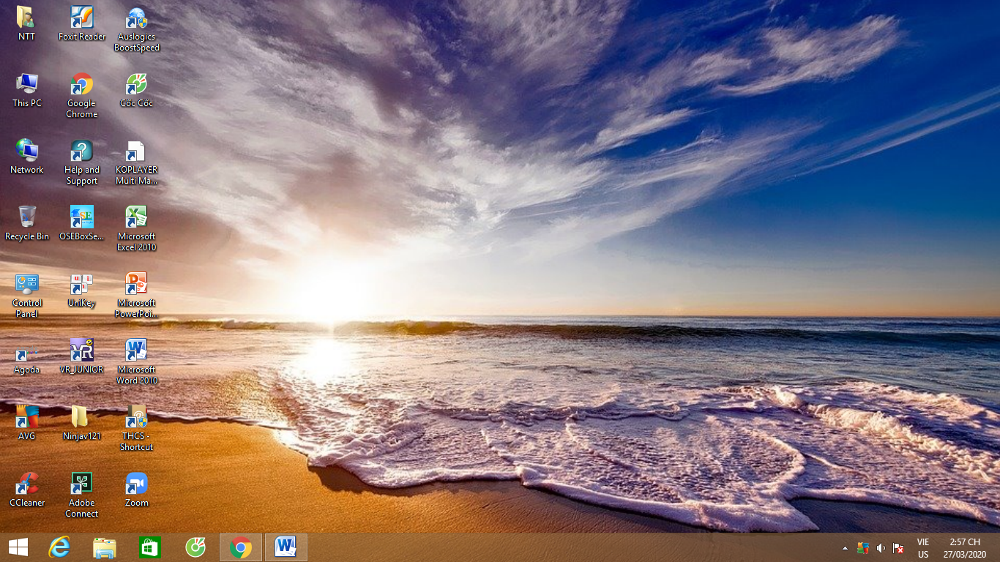 NTT
Foxit Reader
Auslogics
BoostSpeed
This PC
Google
Chrome
Cốc Cốc
Network
Help and
Support
KOPLAYER
Multi Ma...
Recycle Bin
OSEBoxSe...
Microsoft
Excel 2010
Control
Panel
UniKey
Microsoft
PowerPoi...
Agoda
VR_JUNIOR
Microsoft
Word 2010
AVG
Ninjav121
THCS -
Shortcut
CCleaner
Adobe
Connect
Zoom
VIE
US
2:57 CH
27/03/2020